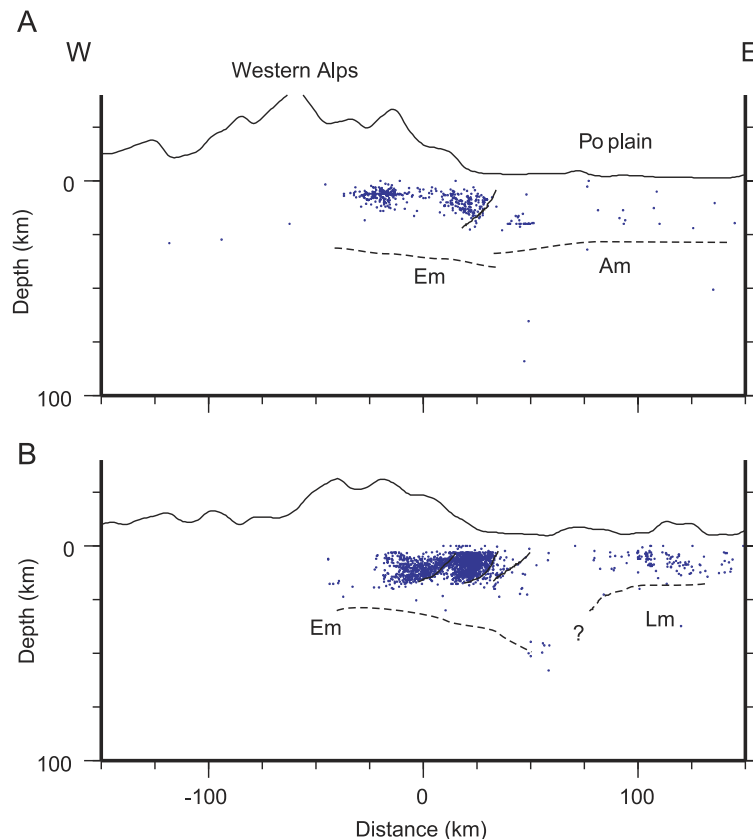 A
W
E
Western Alps
Po plain
0
Depth (km)
Em
Am
100
B
0
Depth (km)
Em
?
Lm
100
-100
0
100
Distance (km)